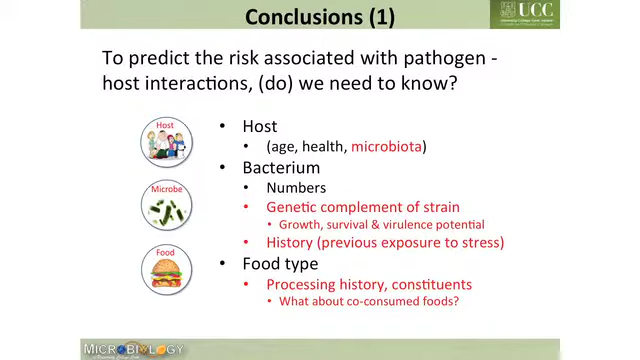 Conclusions (1)
UCC
To predict the risk associated with pathogen -
host interactions, (do) we need to know?
Host
• Host
• (age, health, microbiota)
• Bacterium
Microbe
• Numbers
• Genetic complement of strain
• Growth, survival & virulence potential
• History (previous exposure to stress)
Food
• Food type
• Processing history, constituents
• What about co-consumed foods?
MICROBIOLOGY